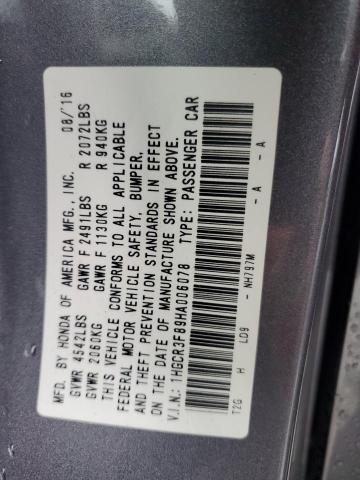 MFD. BY HONDA OF AMERICA MFG., INC. 08/'16
GVWR 4542LBS GAWR F 2491LBS R 2072LBS
GVWR 2060KG GAWR F 1130KG R 940KG
THIS VEHICLE CONFORMS TO ALL APPLICABLE
FEDERAL MOTOR VEHICLE SAFETY, BUMPER,
AND THEFT PREVENTION STANDARDS IN EFFECT
ON THE DATE OF MANUFACTURE SHOWN ABOVE.
V.I.N.: 1HGCR3F89HA006078 TYPE: PASSENGER CAR
T2G H LD9 - NH797M - A - A